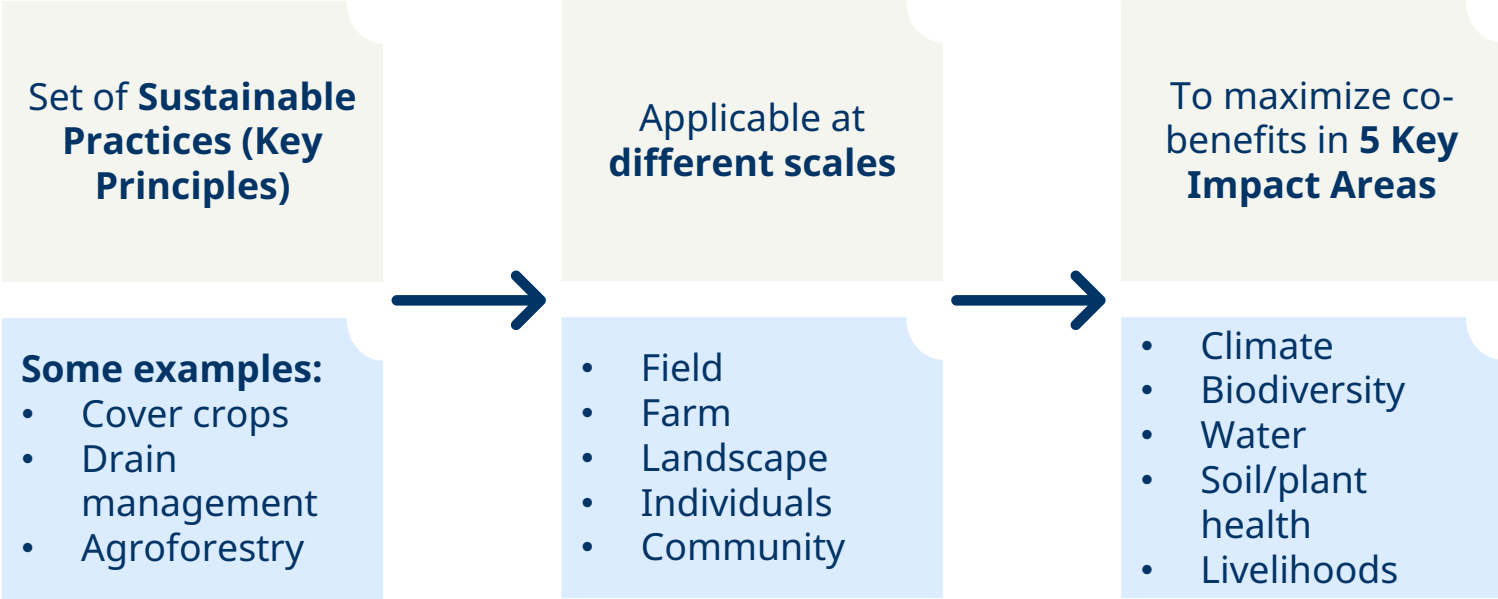 Set of Sustainable
Practices (Key
Principles)
Some examples:
• Cover crops
• Drain
management
• Agroforestry
Applicable at
different scales
• Field
• Farm
• Landscape
• Individuals
• Community
To maximize co-
benefits in 5 Key
Impact Areas
• Climate
• Biodiversity
• Water
• Soil/plant
health
• Livelihoods